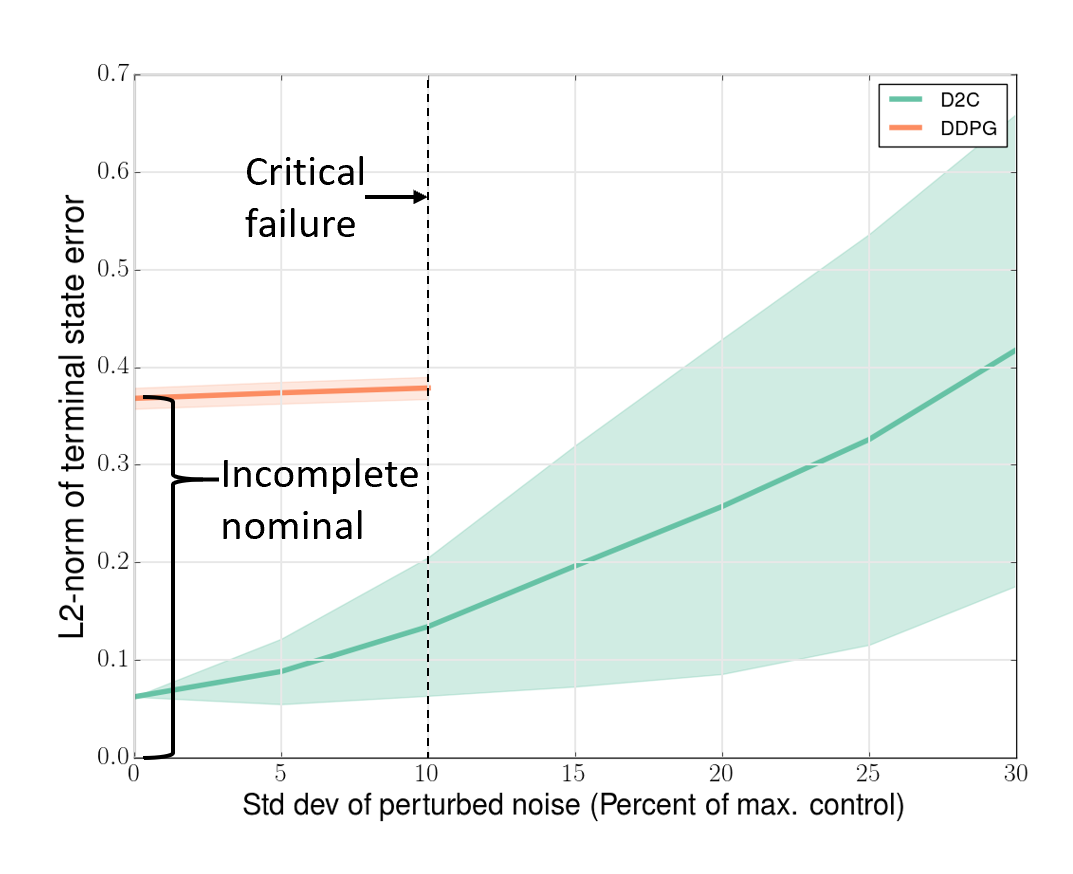 0.7
0.6
0.5
0.4
0.3
0.2
0.1
0.0
L2-norm of terminal state error
D2C
DDPG
Critical
failure
Incomplete
nominal
0 5 10 15 20 25 30
Std dev of perturbed noise (Percent of max. control)